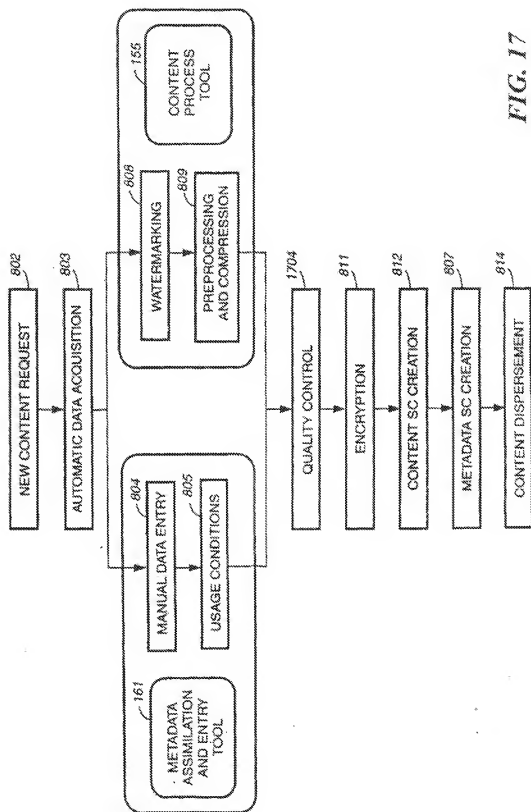 802
NEW CONTENT REQUEST
803
AUTOMATIC DATA ACQUISITION
161
METADATA
ASSIMILATION
AND ENTRY
TOOL
804
MANUAL DATA ENTRY
805
USAGE CONDITIONS
808
WATERMARKING
809
PREPROCESSING
AND COMPRESSION
155
CONTENT
PROCESS
TOOL
1704
QUALITY CONTROL
811
ENCRYPTION
812
CONTENT SC CREATION
807
METADATA SC CREATION
814
CONTENT DISPERSEMENT
FIG. 17